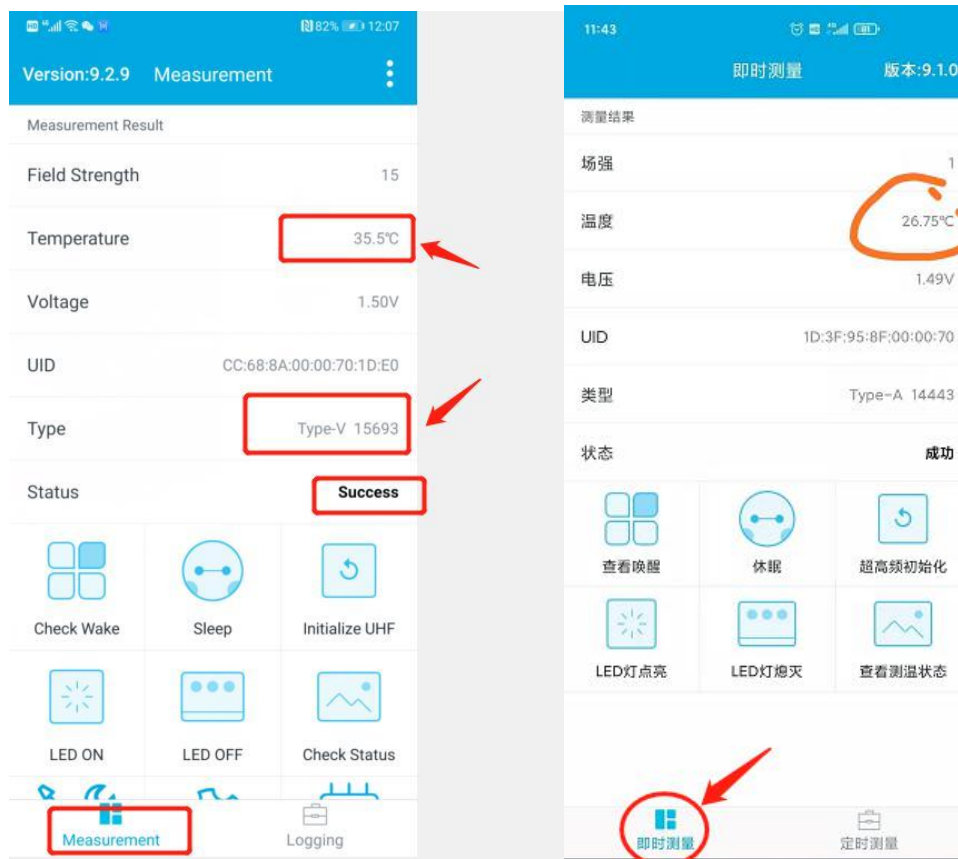 HD 4G 82% 12:07
Version:9.2.9 Measurement
Measurement Result
Field Strength 15
Temperature 35.5℃
Voltage 1.50V
UID CC:68:8A:00:00:70:1D:E0
Type Type-V 15693
Status Success
Check Wake Sleep Initialize UHF
LED ON LED OFF Check Status
Measurement Logging
11:43 HD 81
即时测量 版本:9.1.0
测量结果
场强 1
温度 26.75℃
电压 1.49V
UID 1D:3F:95:8F:00:00:70
类型 Type-A 14443
状态 成功
查看唤醒 休眠 超高频初始化
LED灯点亮 LED灯熄灭 查看测温状态
即时测量 定时测量